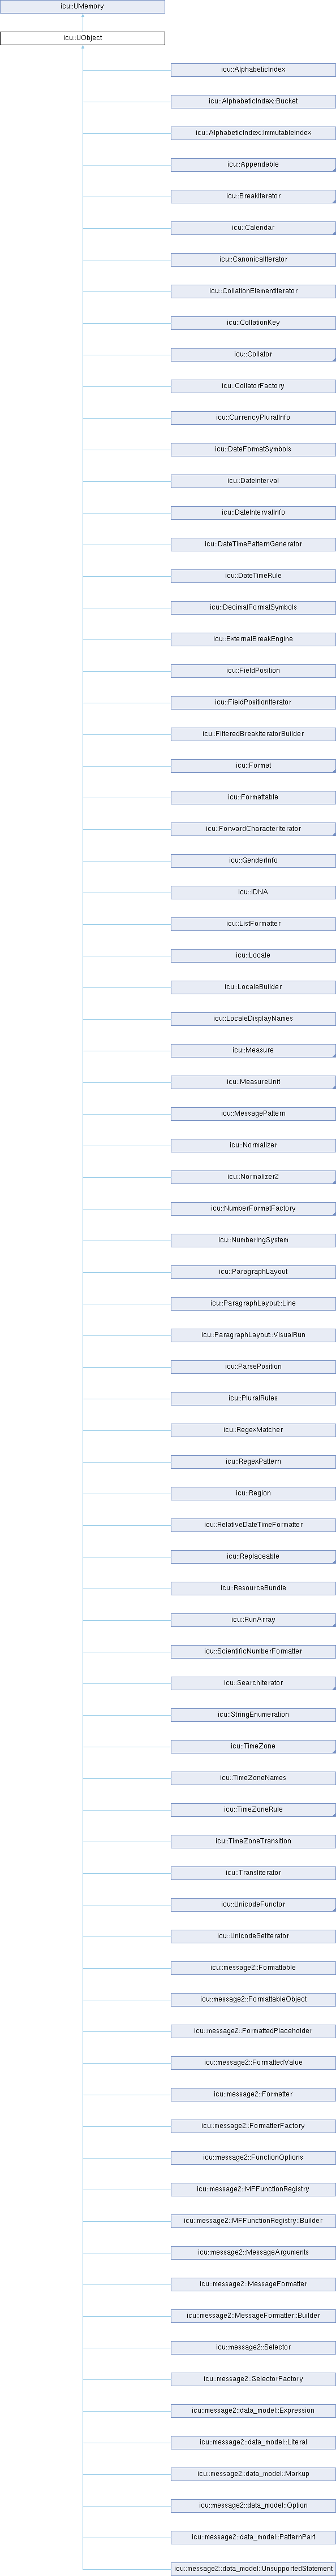 icu::UMemory
icu::UObject
icu::AlphabeticIndex
icu::AlphabeticIndex::Bucket
icu::AlphabeticIndex::ImmutableIndex
icu::Appendable
icu::BreakIterator
icu::Calendar
icu::CanonicalIterator
icu::CollationElementIterator
icu::CollationKey
icu::Collator
icu::CollatorFactory
icu::CurrencyPluralInfo
icu::DateFormatSymbols
icu::DateInterval
icu::DateIntervalInfo
icu::DateTimePatternGenerator
icu::DateTimeRule
icu::DecimalFormatSymbols
icu::ExternalBreakEngine
icu::FieldPosition
icu::FieldPositionIterator
icu::FilteredBreakIteratorBuilder
icu::Format
icu::Formattable
icu::ForwardCharacterIterator
icu::GenderInfo
icu::IDNA
icu::ListFormatter
icu::Locale
icu::LocaleBuilder
icu::LocaleDisplayNames
icu::Measure
icu::MeasureUnit
icu::MessagePattern
icu::Normalizer
icu::Normalizer2
icu::NumberFormatFactory
icu::NumberingSystem
icu::ParagraphLayout
icu::ParagraphLayout::Line
icu::ParagraphLayout::VisualRun
icu::ParsePosition
icu::PluralRules
icu::RegexMatcher
icu::RegexPattern
icu::Region
icu::RelativeDateTimeFormatter
icu::Replaceable
icu::ResourceBundle
icu::RunArray
icu::ScientificNumberFormatter
icu::SearchIterator
icu::StringEnumeration
icu::TimeZone
icu::TimeZoneNames
icu::TimeZoneRule
icu::TimeZoneTransition
icu::Transliterator
icu::UnicodeFunctor
icu::UnicodeSetIterator
icu::message2::Formattable
icu::message2::FormattableObject
icu::message2::FormattedPlaceholder
icu::message2::FormattedValue
icu::message2::Formatter
icu::message2::FormatterFactory
icu::message2::FunctionOptions
icu::message2::MFFunctionRegistry
icu::message2::MFFunctionRegistry::Builder
icu::message2::MessageArguments
icu::message2::MessageFormatter
icu::message2::MessageFormatter::Builder
icu::message2::Selector
icu::message2::SelectorFactory
icu::message2::data_model::Expression
icu::message2::data_model::Literal
icu::message2::data_model::Markup
icu::message2::data_model::Option
icu::message2::data_model::PatternPart
icu::message2::data_model::UnsupportedStatement